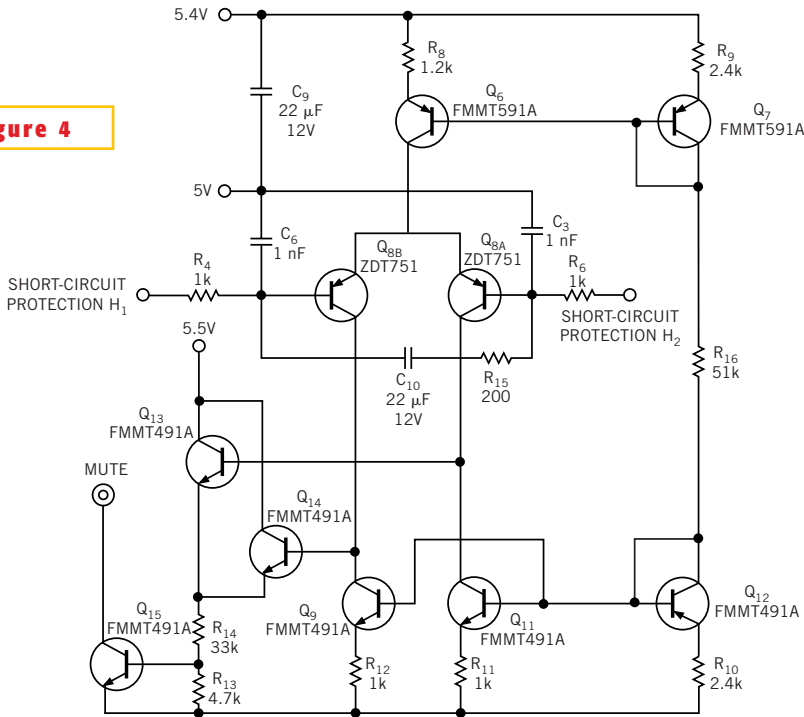 5.4V
R8
1.2k
R9
2.4k
C9
22 μF
12V
Q6
FMMT591A
Q7
FMMT591A
gure 4
5V
C6
1 nF
C3
1 nF
Q8B
ZDT751
Q8A
ZDT751
R4
1k
R6
1k
SHORT-CIRCUIT
PROTECTION H1
SHORT-CIRCUIT
PROTECTION H2
5.5V
C10
22 μF
12V
R15
200
R16
51k
Q13
FMMT491A
MUTE
Q14
FMMT491A
Q15
FMMT491A
R14
33k
Q9
FMMT491A
Q11
FMMT491A
Q12
FMMT491A
R13
4.7k
R12
1k
R11
1k
R10
2.4k